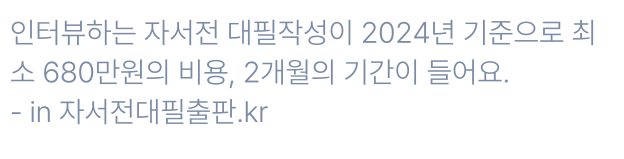 인터뷰하는 자서전 대필작성이 2024년 기준으로 최
소 680만원의 비용, 2개월의 기간이 들어요.
- in 자서전대필출판.kr